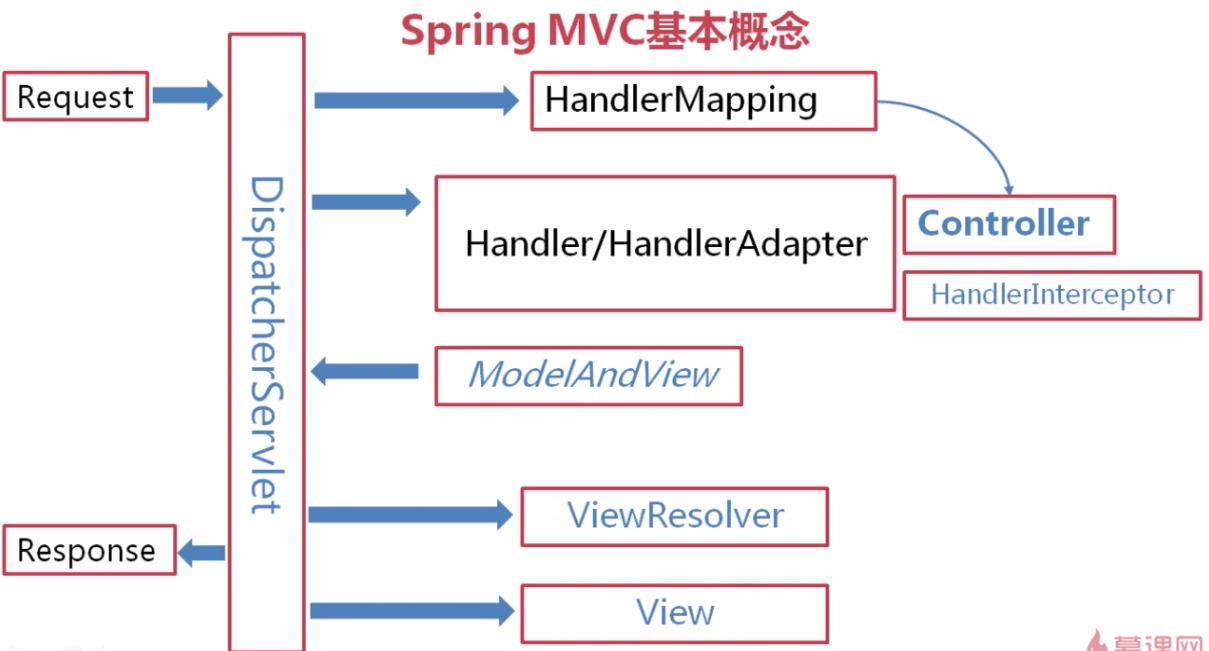 Spring MVC基本概念
Request
HandlerMapping
DispatcherServlet
Controller
Handler/HandlerAdapter
HandlerInterceptor
ModelAndView
ViewResolver
Response
View
慕课网